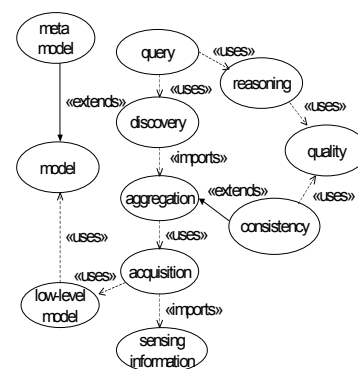 meta
model
query
«uses»
«uses»
reasoning
«extends»
discovery
«uses»
«imports»
quality
model
aggregation
«extends»
«uses»
consistency
«uses»
«uses»
acquisition
«uses»
low-level
model
«imports»
sensing
information